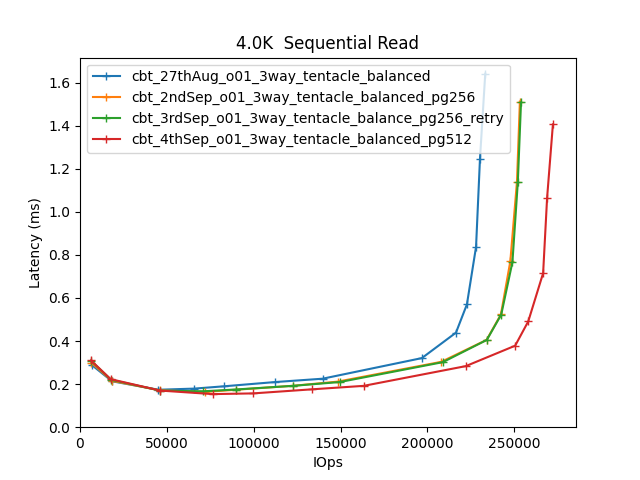 4.0K  Sequential Read
cbt_27thAug_o01_3way_tentacle_balanced
cbt_2ndSep_o01_3way_tentacle_balanced_pg256
cbt_3rdSep_o01_3way_tentacle_balance_pg256_retry
cbt_4thSep_o01_3way_tentacle_balanced_pg512
Latency (ms)
1.6
1.4
1.2
1.0
0.8
0.6
0.4
0.2
0.0
0 50000 100000 150000 200000 250000
IOps